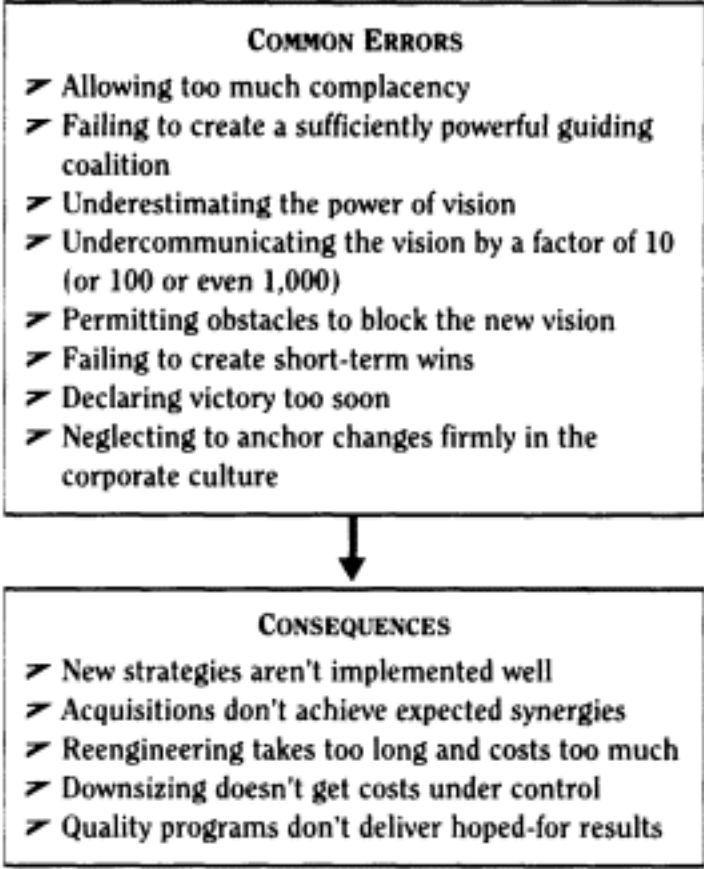 COMMON ERRORS
Allowing too much complacency
Failing to create a sufficiently powerful guiding
coalition
Underestimating the power of vision
Undercommunicating the vision by a factor of 10
(or 100 or even 1,000)
Permitting obstacles to block the new vision
Failing to create short-term wins
Declaring victory too soon
Neglecting to anchor changes firmly in the
corporate culture
CONSEQUENCES
New strategies aren't implemented well
Acquisitions don't achieve expected synergies
Reengineering takes too long and costs too much
Downsizing doesn't get costs under control
Quality programs don't deliver hoped-for results